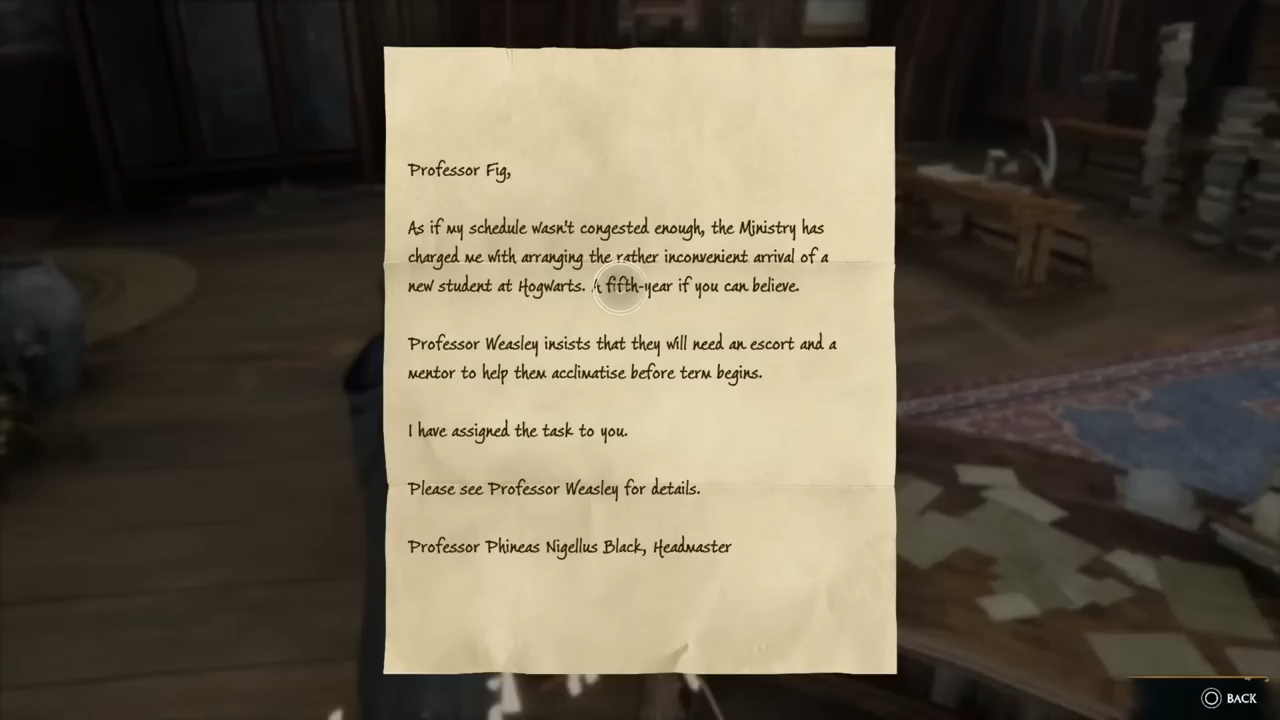 Professor Fig,
As if my schedule wasn't congested enough, the Ministry has
charged me with arranging the rather inconvenient arrival of a
new student at Hogwarts. A fifth-year if you can believe.
Professor Weasley insists that they will need an escort and a
mentor to help them acclimatise before term begins.
I have assigned the task to you.
Please see Professor Weasley for details.
Professor Phineas Nigellus Black, Headmaster
BACK